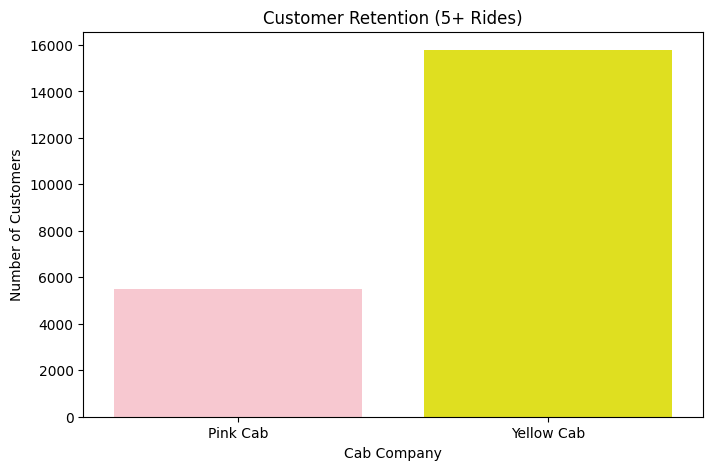 Customer Retention (5+ Rides)
16000
14000
12000
10000
8000
6000
4000
2000
0
Number of Customers
Pink Cab
Yellow Cab
Cab Company